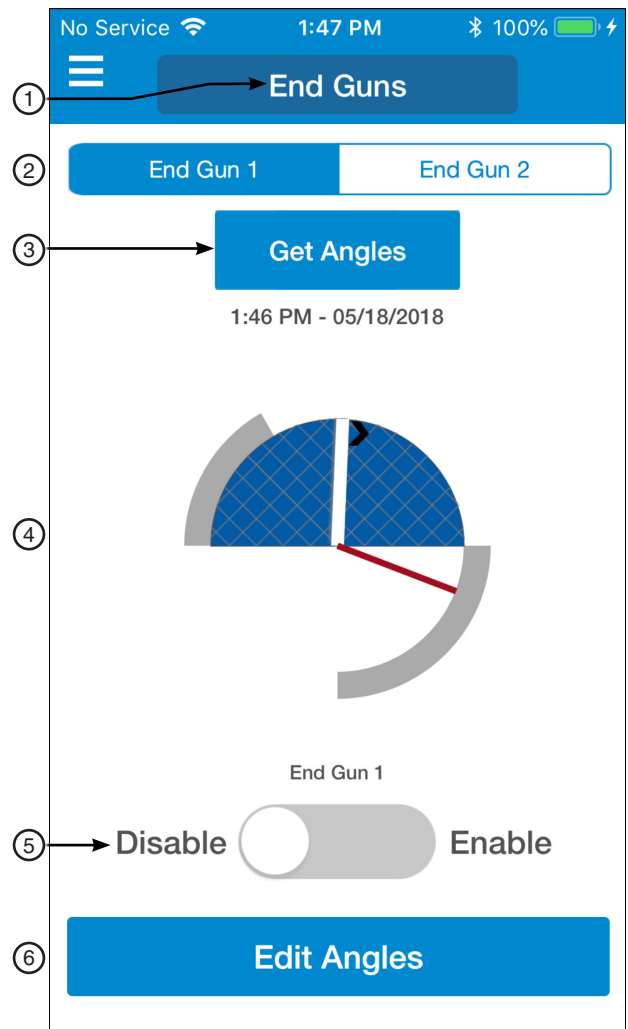 No Service 1:47 PM 100%
1 End Guns
2 End Gun 1 End Gun 2
3 Get Angles
1:46 PM - 05/18/2018
4
End Gun 1
5 Disable Enable
6 Edit Angles